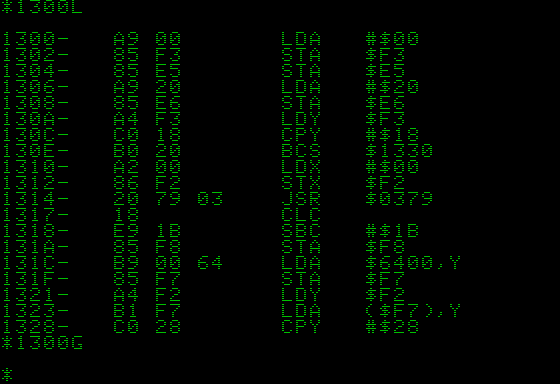 *1300L
1300- A9 00 LDA #$00
1302- 85 F3 STA $F3
1304- 85 E5 STA $E5
1306- A9 20 LDA #$20
1308- 85 E6 STA $E6
130A- A4 F3 LDY $F3
130C- C0 18 CPY #$18
130E- B0 20 BCS $1330
1310- A2 00 LDX #$00
1312- 86 F2 STX $F2
1314- 20 79 03 JSR $0379
1317- 18 CLC
1318- E9 1B SBC #$1B
131A- 85 F8 STA $F8
131C- B9 00 64 LDA $6400,Y
131F- 85 F7 STA $F7
1321- A4 F2 LDY $F2
1323- B1 F7 LDA ($F7),Y
1328- C0 28 CPY #$28
*1300G
*